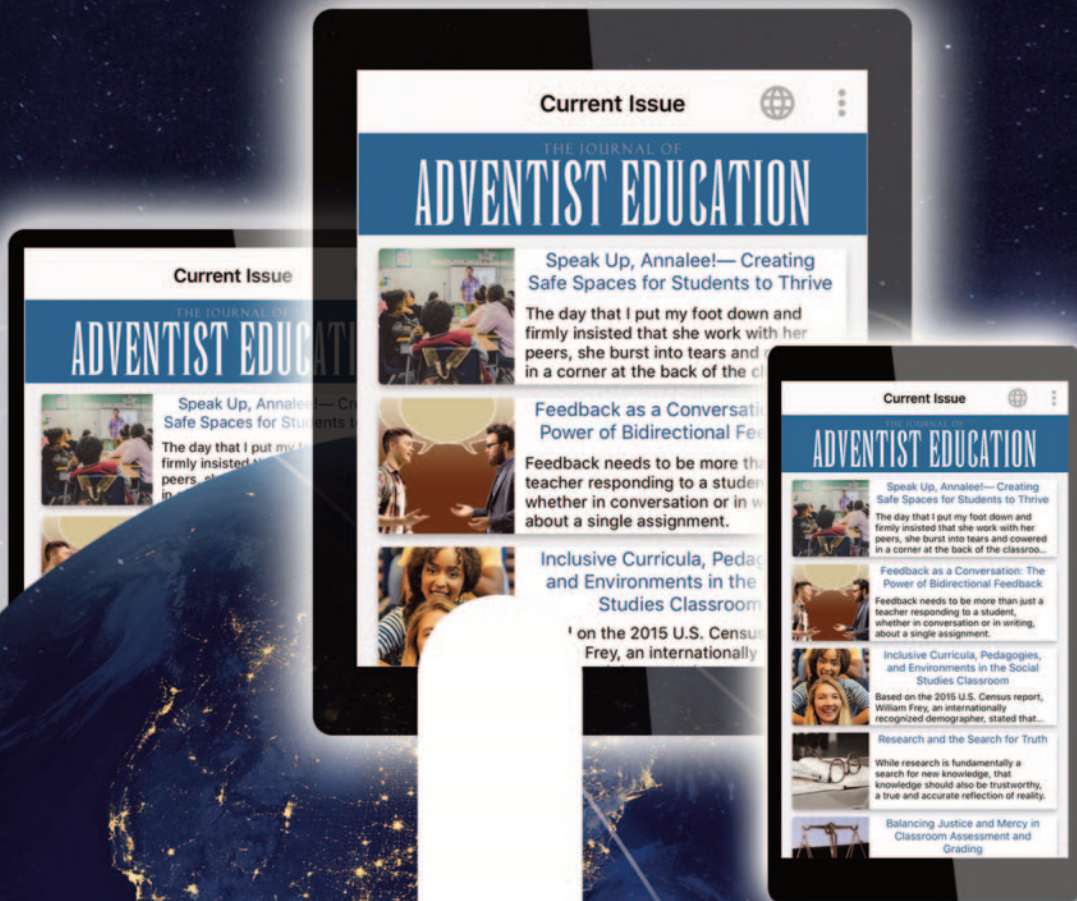 Current Issue
THE JOURNAL OF
ADVENTIST EDUCATION
Speak Up, Annalee!— Creating
Safe Spaces for Students to Thrive
The day that I put my foot down and
firmly insisted that she work with her
peers, she burst into tears and
in a corner at the back of the
Feedback as a
Power of Bidirectional
Feedback needs to be more
teacher responding to a
whether in conversation or in
about a single assignment.
Inclusive Curricula,
and Environments in the
Studies Classroom
on the 2015 U.S. Census
Frey, an internationally
Current Issue
THE JOURNAL OF
ADVENTIST
Speak Up, Annalee!—
Safe Spaces for Students
The day that I put my
firmly insisted
peers,
in
Current Issue
THE JOURNAL OF
ADVENTIST EDUCATION
Speak Up, Annalee!— Creating
Safe Spaces for Students to Thrive
The day that I put my foot down and
firmly insisted that she work with her
peers, she burst into tears and cowered
in a corner at the back of the classroo...
Feedback as a Conversation: The
Power of Bidirectional Feedback
Feedback needs to be more than just a
teacher responding to a student,
whether in conversation or in writing,
about a single assignment.
Inclusive Curricula, Pedagogies,
and Environments in the Social
Studies Classroom
Based on the 2015 U.S. Census report,
William Frey, an internationally
recognized demographer, stated that...
Research and the Search for Truth
While research is fundamentally a
search for new knowledge, that
knowledge should also be trustworthy,
a true and accurate reflection of reality.
Balancing Justice and Mercy in
Classroom Assessment and
Grading